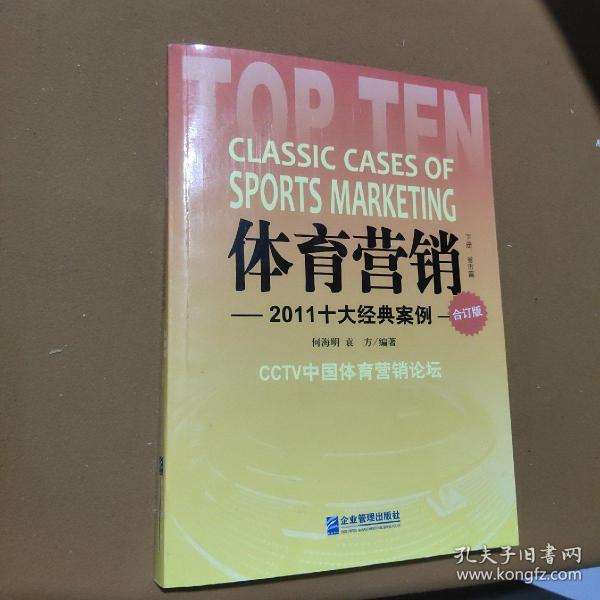 TOP TEN
CLASSIC CASES OF
SPORTS MARKETING
体育营销
下册
2011十大经典案例
合订版
何海明 袁 方/编著
CCTV中国体育营销论坛
企业管理出版社
孔夫子旧书网
www.kongfz.com